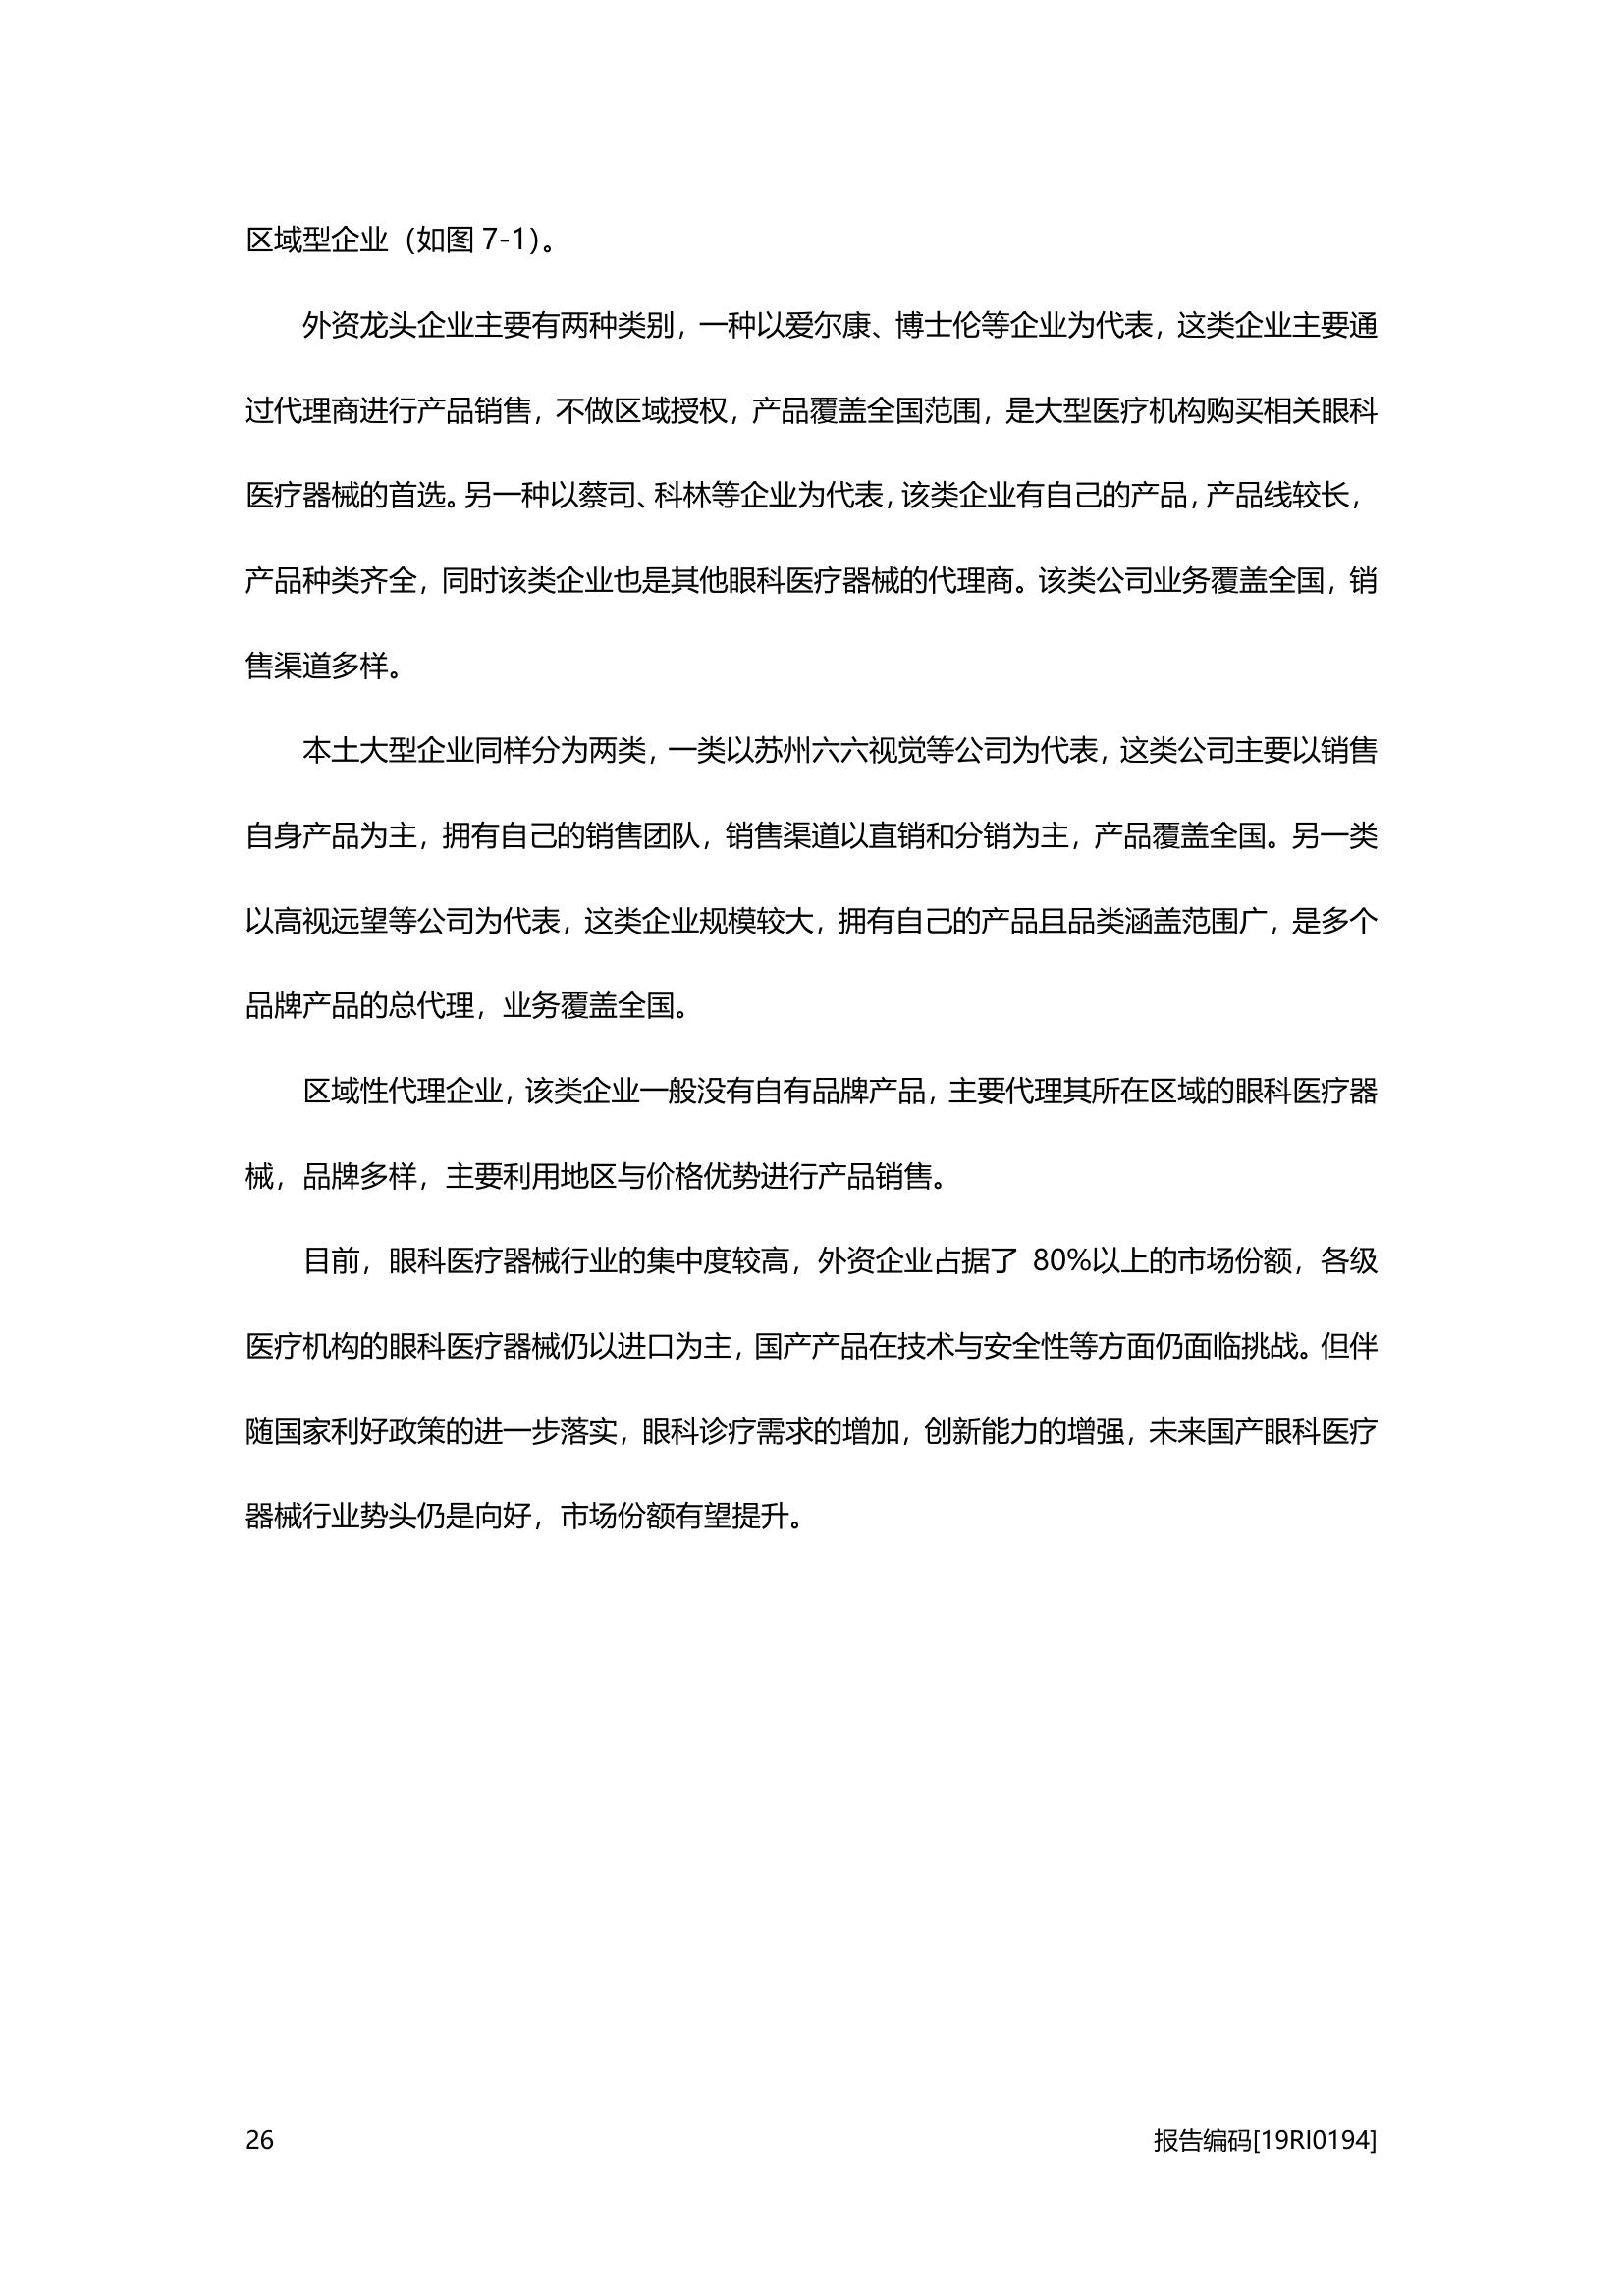 区域型企业（如图 7-1）。
外资龙头企业主要有两种类别，一种以爱尔康、博士伦等企业为代表，这类企业主要通
过代理商进行产品销售，不做区域授权，产品覆盖全国范围，是大型医疗机构购买相关眼科
医疗器械的首选。另一种以蔡司、科林等企业为代表，该类企业有自己的产品，产品线较长，
产品种类齐全，同时该类企业也是其他眼科医疗器械的代理商。该类公司业务覆盖全国，销
售渠道多样。
本土大型企业同样分为两类，一类以苏州六六视觉等公司为代表，这类公司主要以销售
自身产品为主，拥有自己的销售团队，销售渠道以直销和分销为主，产品覆盖全国。另一类
以高视远望等公司为代表，这类企业规模较大，拥有自己的产品且品类涵盖范围广，是多个
品牌产品的总代理，业务覆盖全国。
区域性代理企业，该类企业一般没有自有品牌产品，主要代理其所在区域的眼科医疗器
械，品牌多样，主要利用地区与价格优势进行产品销售。
目前，眼科医疗器械行业的集中度较高，外资企业占据了 80%以上的市场份额，各级
医疗机构的眼科医疗器械仍以进口为主，国产产品在技术与安全性等方面仍面临挑战。但伴
随国家利好政策的进一步落实，眼科诊疗需求的增加，创新能力的增强，未来国产眼科医疗
器械行业势头仍是向好，市场份额有望提升。
26
报告编码[19RI0194]